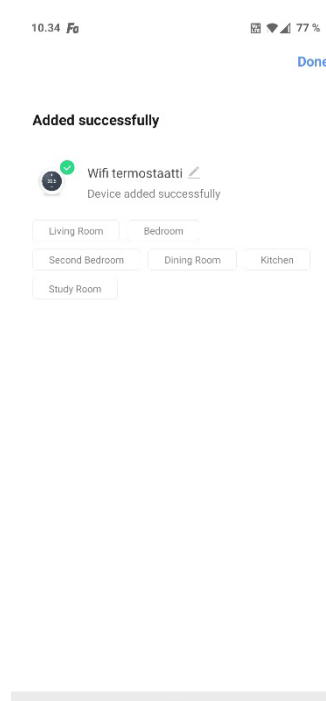 10.34 Fa 77 %
Done
Added successfully
Wifi termostaatti
Device added successfully
Living Room Bedroom
Second Bedroom Dining Room Kitchen
Study Room